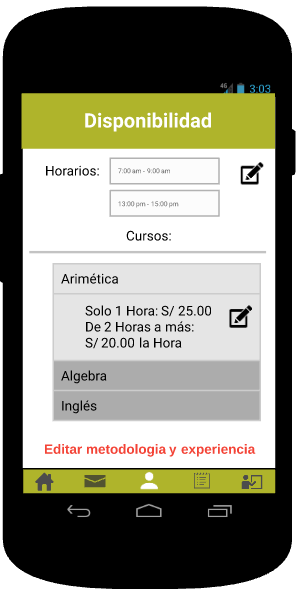 4G 3:03
Disponibilidad
Horarios: 7:00 am - 9:00 am
13:00 pm - 15:00 pm
Cursos:
Arimética
Solo 1 Hora: S/ 25.00
De 2 Horas a más:
S/ 20.00 la Hora
Algebra
Inglés
Editar metodologia y experiencia